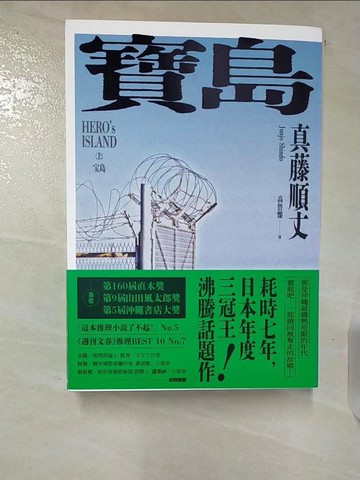 寶島
HERO's
ISLAND
上
宝島
真藤順丈
Junjo Shindo
高詹燦
譯
耗時七年,
日本年度
三冠王!
沸騰話題作
第160屆直木獎
第9屆山田風太郎獎
第5屆沖繩書店大獎
「這本推理小說了不起!」No.5
《週刊文春》推理BEST 10 No.7